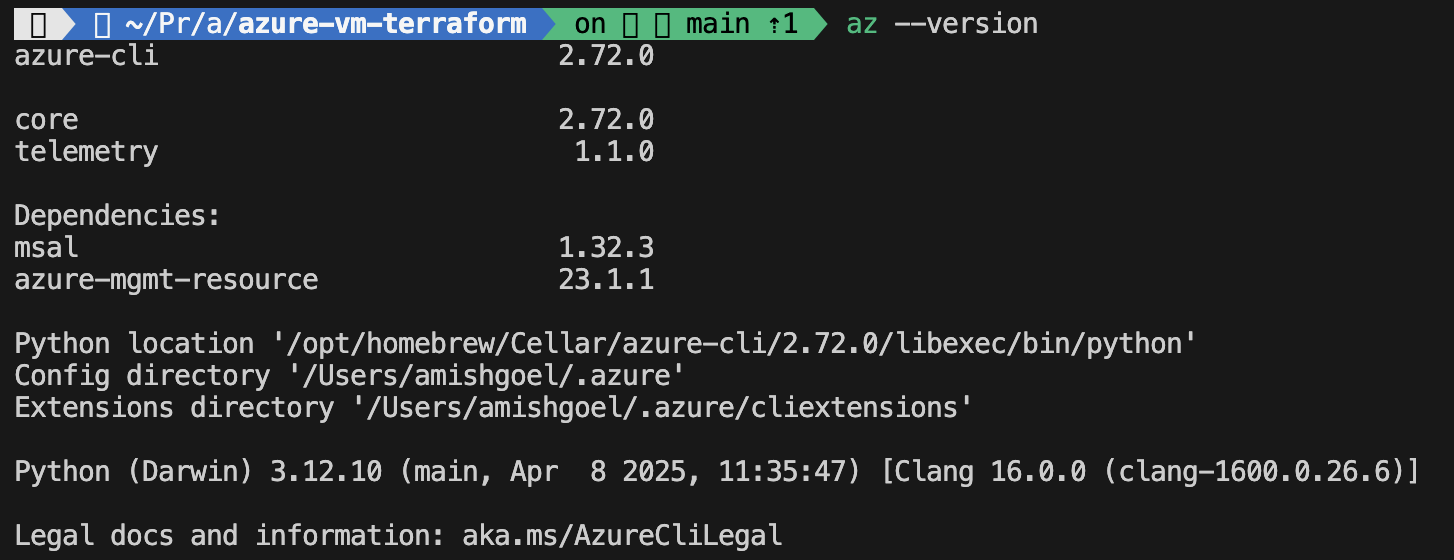 ~/Pr/a/azure-vm-terraform on main ⇡1 az --version
azure-cli                         2.72.0

core                              2.72.0
telemetry                          1.1.0

Dependencies:
msal                              1.32.3
azure-mgmt-resource               23.1.1

Python location '/opt/homebrew/Cellar/azure-cli/2.72.0/libexec/bin/python'
Config directory '/Users/amishgoel/.azure'
Extensions directory '/Users/amishgoel/.azure/cliextensions'

Python (Darwin) 3.12.10 (main, Apr  8 2025, 11:35:47) [Clang 16.0.0 (clang-1600.0.26.6)]

Legal docs and information: aka.ms/AzureCliLegal